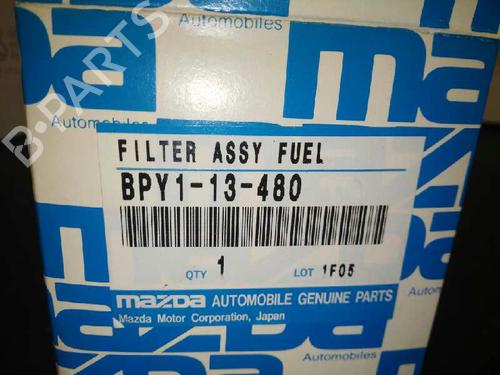 Automobiles
Automobiles
mazda
B-PARTS
FILTER ASSY FUEL
BPY1-13-480
QTY 1 LOT 1F05
mazda AUTOMOBILE GENUINE PARTS
Mazda Motor Corporation, Japan